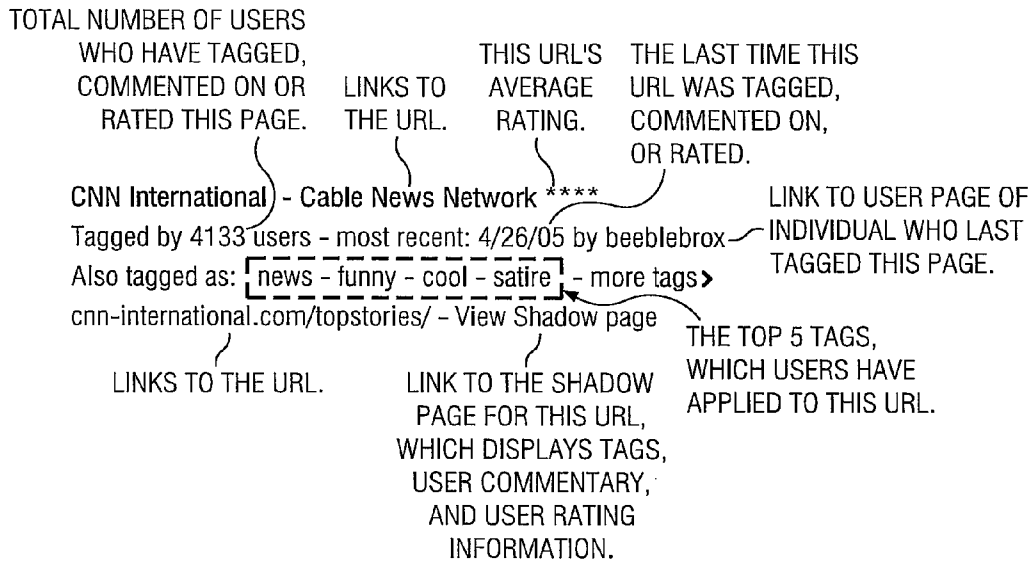 TOTAL NUMBER OF USERS
WHO HAVE TAGGED,
COMMENTED ON OR
RATED THIS PAGE.
LINKS TO
THE URL.
THIS URL'S
AVERAGE
RATING.
THE LAST TIME THIS
URL WAS TAGGED,
COMMENTED ON,
OR RATED.
CNN International - Cable News Network ****
Tagged by 4133 users - most recent: 4/26/05 by beeblebrox
LINK TO USER PAGE OF
INDIVIDUAL WHO LAST
TAGGED THIS PAGE.
Also tagged as: news - funny - cool - satire - more tags>
cnn-international.com/topstories/ - View Shadow page
LINKS TO THE URL.
LINK TO THE SHADOW
PAGE FOR THIS URL,
WHICH DISPLAYS TAGS,
USER COMMENTARY,
AND USER RATING
INFORMATION.
THE TOP 5 TAGS,
WHICH USERS HAVE
APPLIED TO THIS URL.